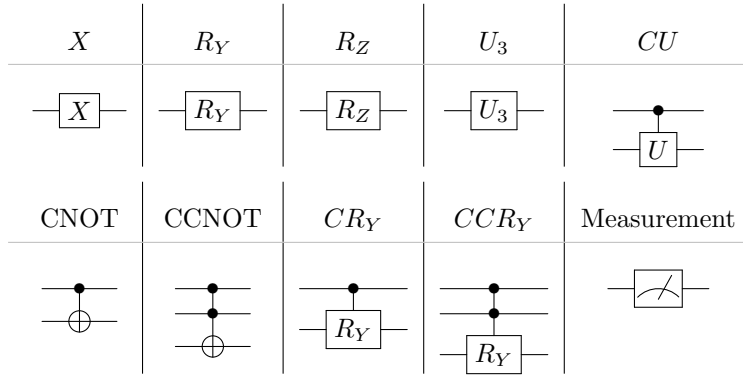 X R_Y R_Z U_3 CU
X R_Y R_Z U_3
U
CNOT CCNOT CR_Y CCR_Y Measurement
R_Y
R_Y